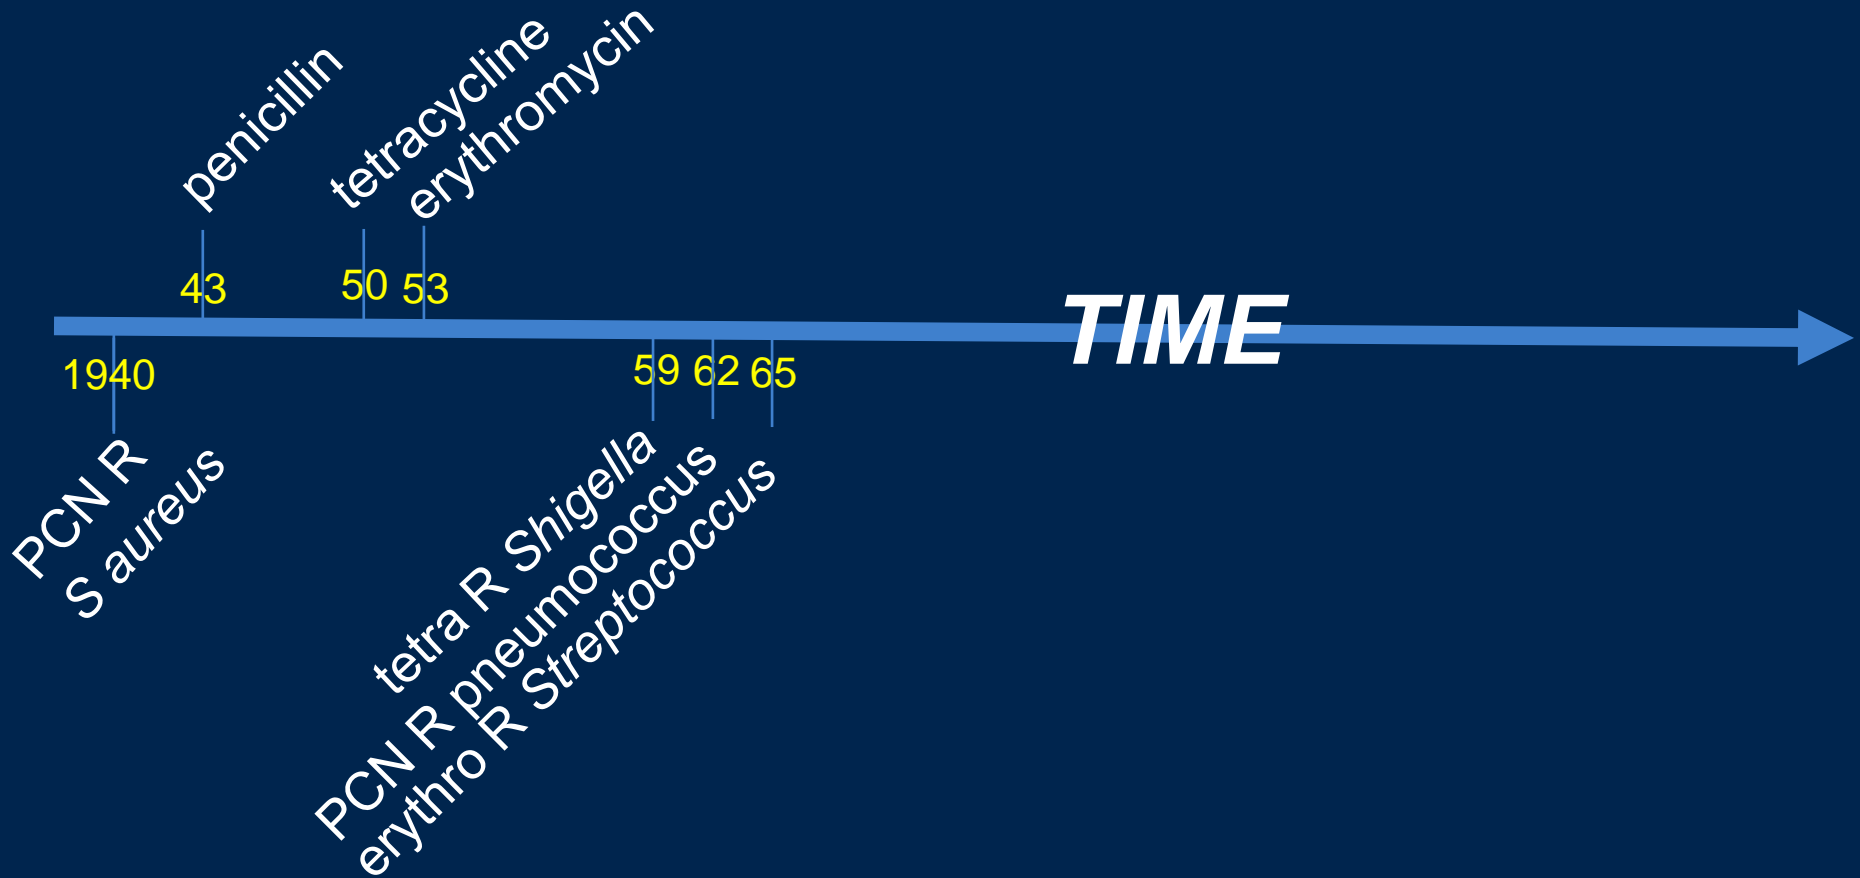 penicillin
tetracycline
erythromycin
43
50
53
TIME
1940
59
62
65
PCN R
S aureus
tetra R Shigella
PCN R pneumococcus
erythro R Streptococcus